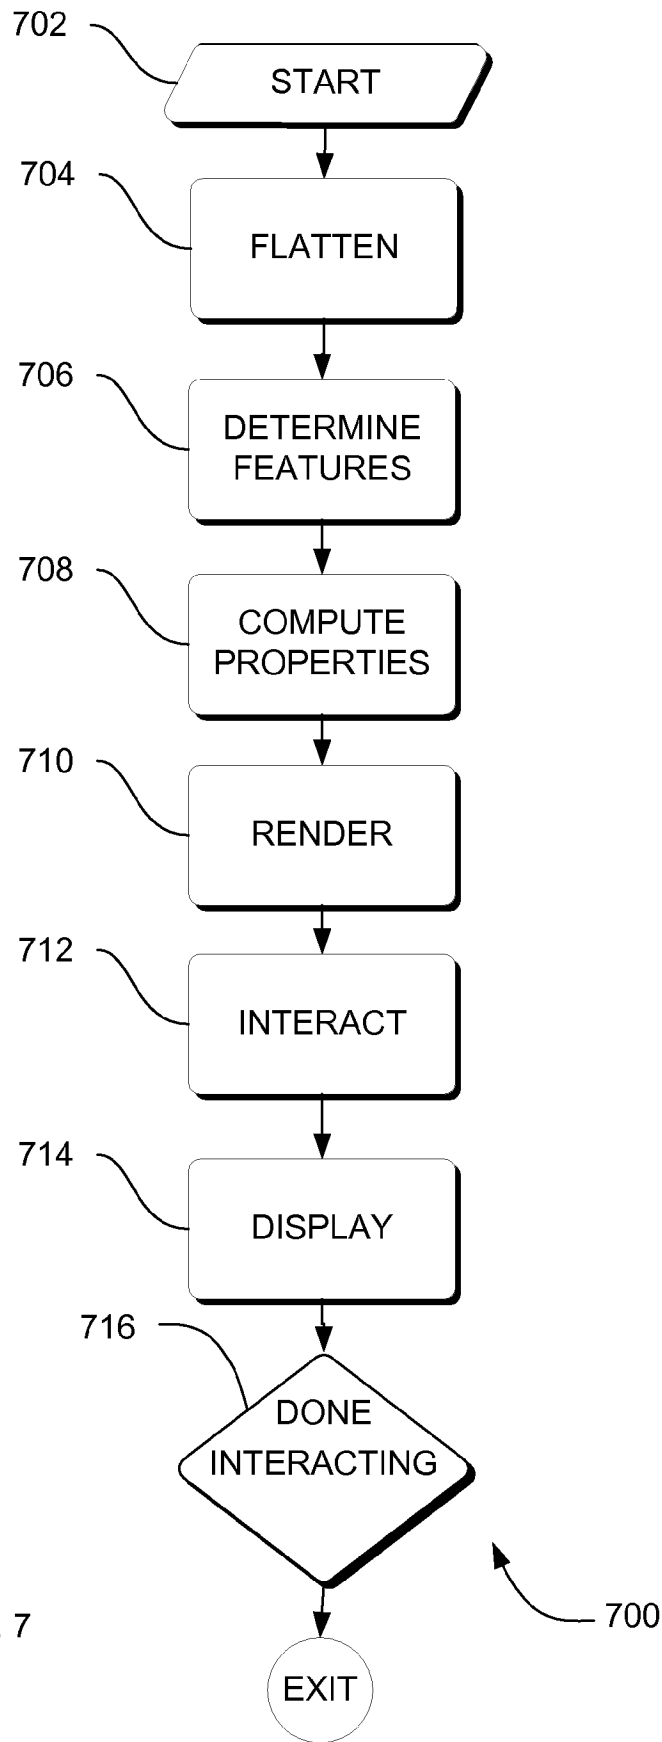 702
START
704
FLATTEN
706
DETERMINE
FEATURES
708
COMPUTE
PROPERTIES
710
RENDER
712
INTERACT
714
DISPLAY
716
DONE
INTERACTING
700
. 7
EXIT